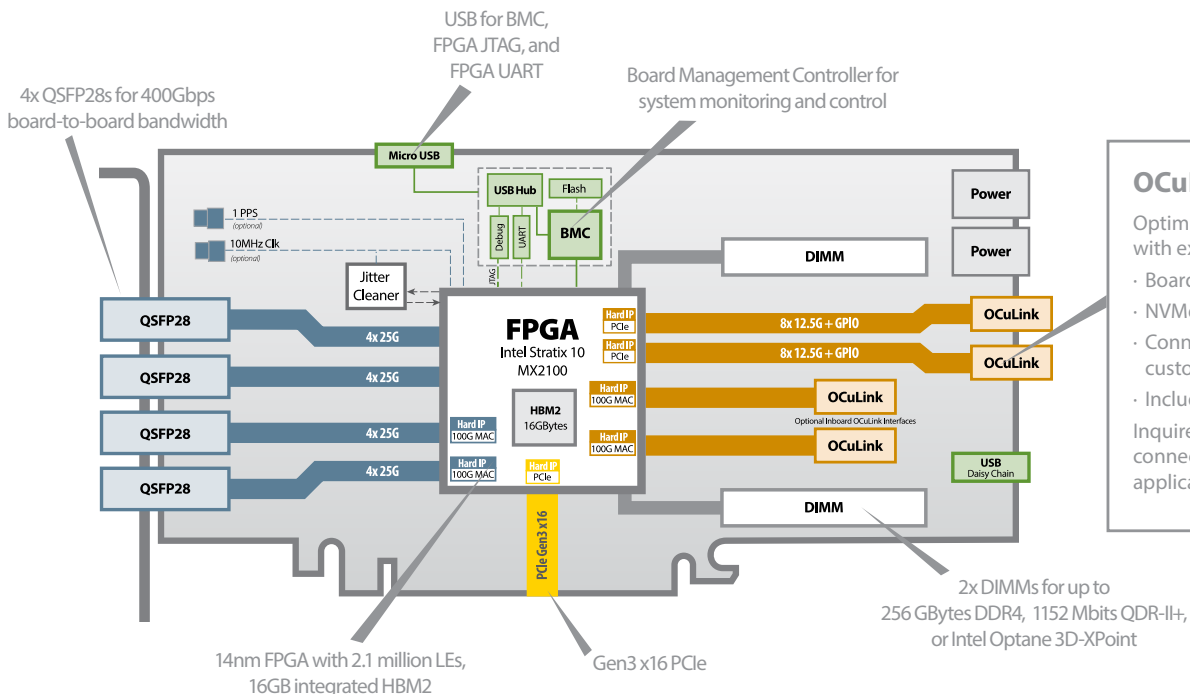 USB for BMC,
FPGA JTAG, and
FPGA UART
Board Management Controller for
system monitoring and control
4x QSFP28s for 400Gbps
board-to-board bandwidth
Micro USB
USB Hub
Flash
Debug
UART
BMC
JTAG
1 PPS
(optional)
10MHz Clk
(optional)
Jitter
Cleaner
Power
Power
DIMM
QSFP28
QSFP28
QSFP28
QSFP28
4x 25G
4x 25G
4x 25G
4x 25G
FPGA
Intel Stratix 10
MX2100
HBM2
16GBytes
Hard IP
PCIe
Hard IP
PCIe
Hard IP
100G MAC
Hard IP
100G MAC
Hard IP
100G MAC
Hard IP
100G MAC
Hard IP
PCIe
8x 12.5G + GPIO
8x 12.5G + GPIO
OCuLink
OCuLink
OCuLink
Optional Inboard OCuLink Interfaces
OCuLink
USB
Daisy Chain
DIMM
PCIe Gen3 x16
2x DIMMs for up to
256 GBytes DDR4, 1152 Mbits QDR-II+,
or Intel Optane 3D-XPoint
14nm FPGA with 2.1 million LEs,
16GB integrated HBM2
Gen3 x16 PCIe
with
· Board
Inquire